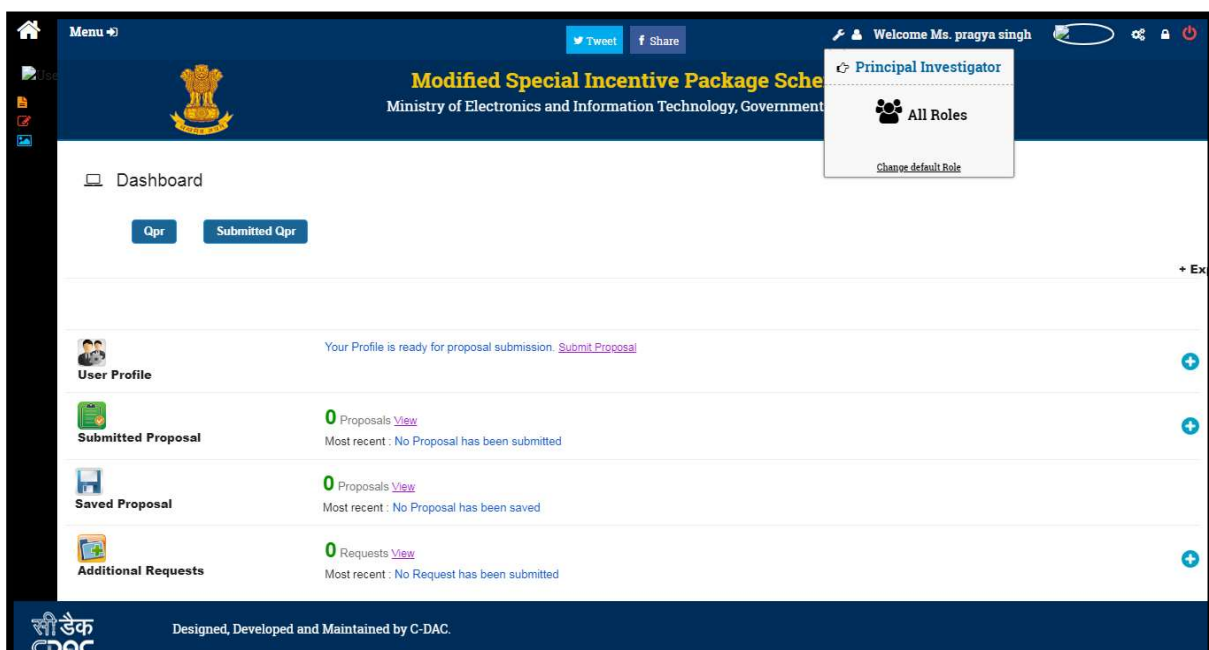 Menu
Tweet
Share
Welcome Ms. pragya singh
Modified Special Incentive Package
Ministry of Electronics and Information Technology, Government
Principal Investigator
All Roles
Change default Role
Dashboard
Qpr
Submitted Qpr
User Profile
Your Profile is ready for proposal submission. Submit Proposal
Submitted Proposal
0 Proposals View
Most recent : No Proposal has been submitted
Saved Proposal
0 Proposals View
Most recent : No Proposal has been saved
Additional Requests
0 Requests View
Most recent : No Request has been submitted
सी डैक
CDAC
Designed, Developed and Maintained by C-DAC.